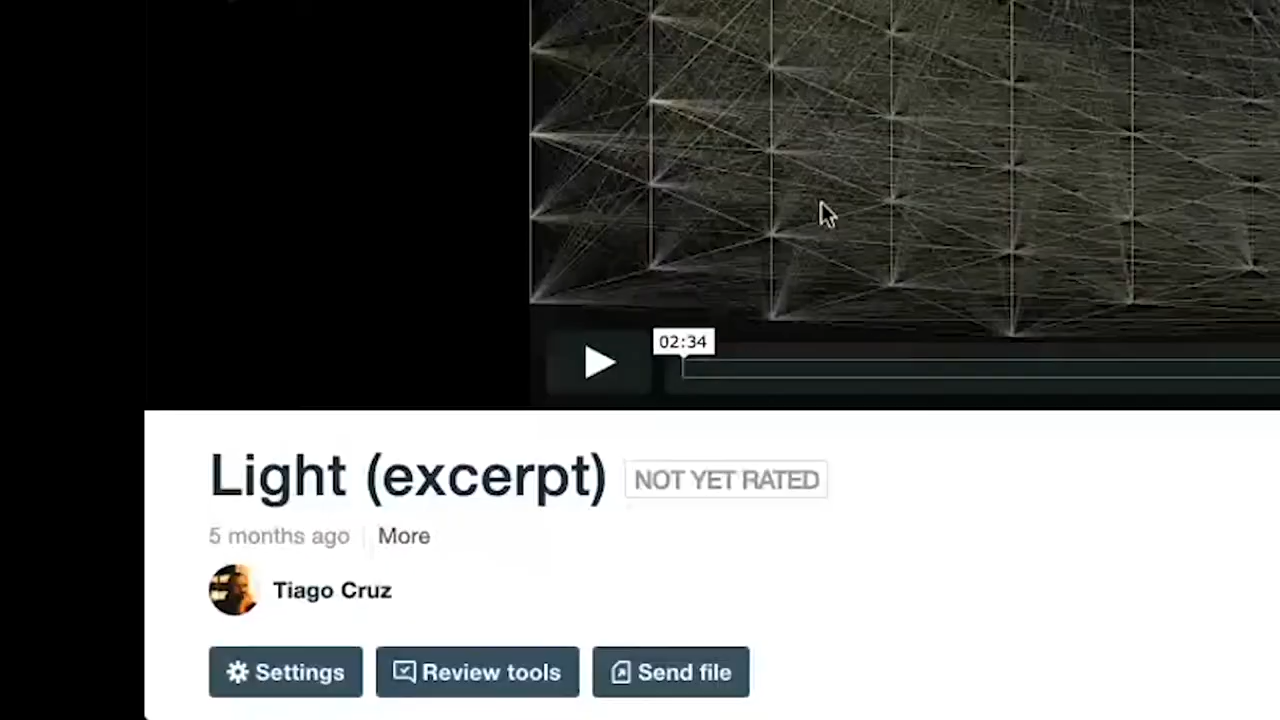 02:34
Light (excerpt) NOT YET RATED
5 months ago More
Tiago Cruz
Settings Review tools Send file